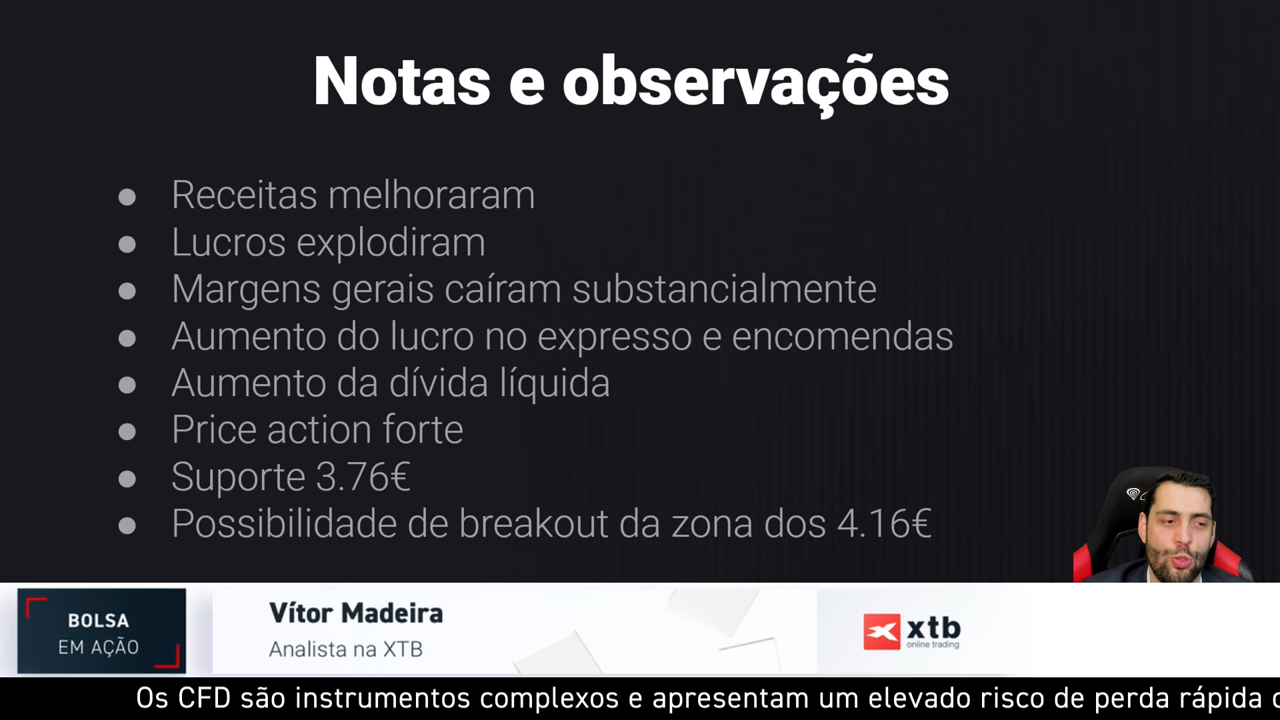 Notas e observações
● Receitas melhoraram
● Lucros explodiram
● Margens gerais caíram substancialmente
● Aumento do lucro no expresso e encomendas
● Aumento da dívida líquida
● Price action forte
● Suporte 3.76€
● Possibilidade de breakout da zona dos 4.16€
BOLSA
EM AÇÃO
Vítor Madeira
Analista na XTB
xtb
online trading
Os CFD são instrumentos complexos e apresentam um elevado risco de perda rápida